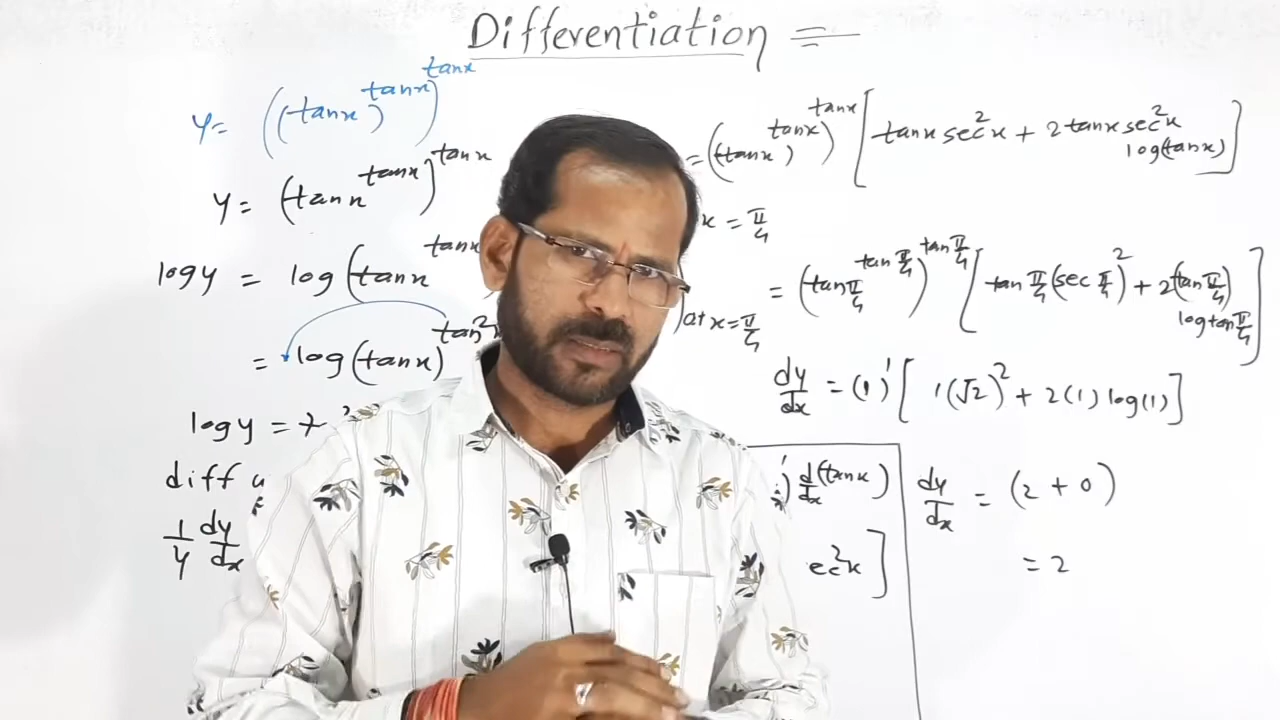 Differentiation =
y = ((tanx)^tanx)^tanx
y = (tanx^tanx)^tanx
logy = log(tanx^tanx
= log(tanx)^tan²x
logy =
diff
1/y dy/dx
= ((tanx)^tanx)^tanx [tanx sec²x + 2 tanx sec²x log(tanx)]
x = π/4
= (tan π/4^tan π/4)^tan π/4 [tan π/4 (sec π/4)² + 2(tan π/4) log tan π/4]
)at x = π/4
dy/dx = (1)¹ [1(√2)² + 2(1) log(1)]
d/dx (tanx)
ec²x]
dy/dx = (2 + 0)
= 2